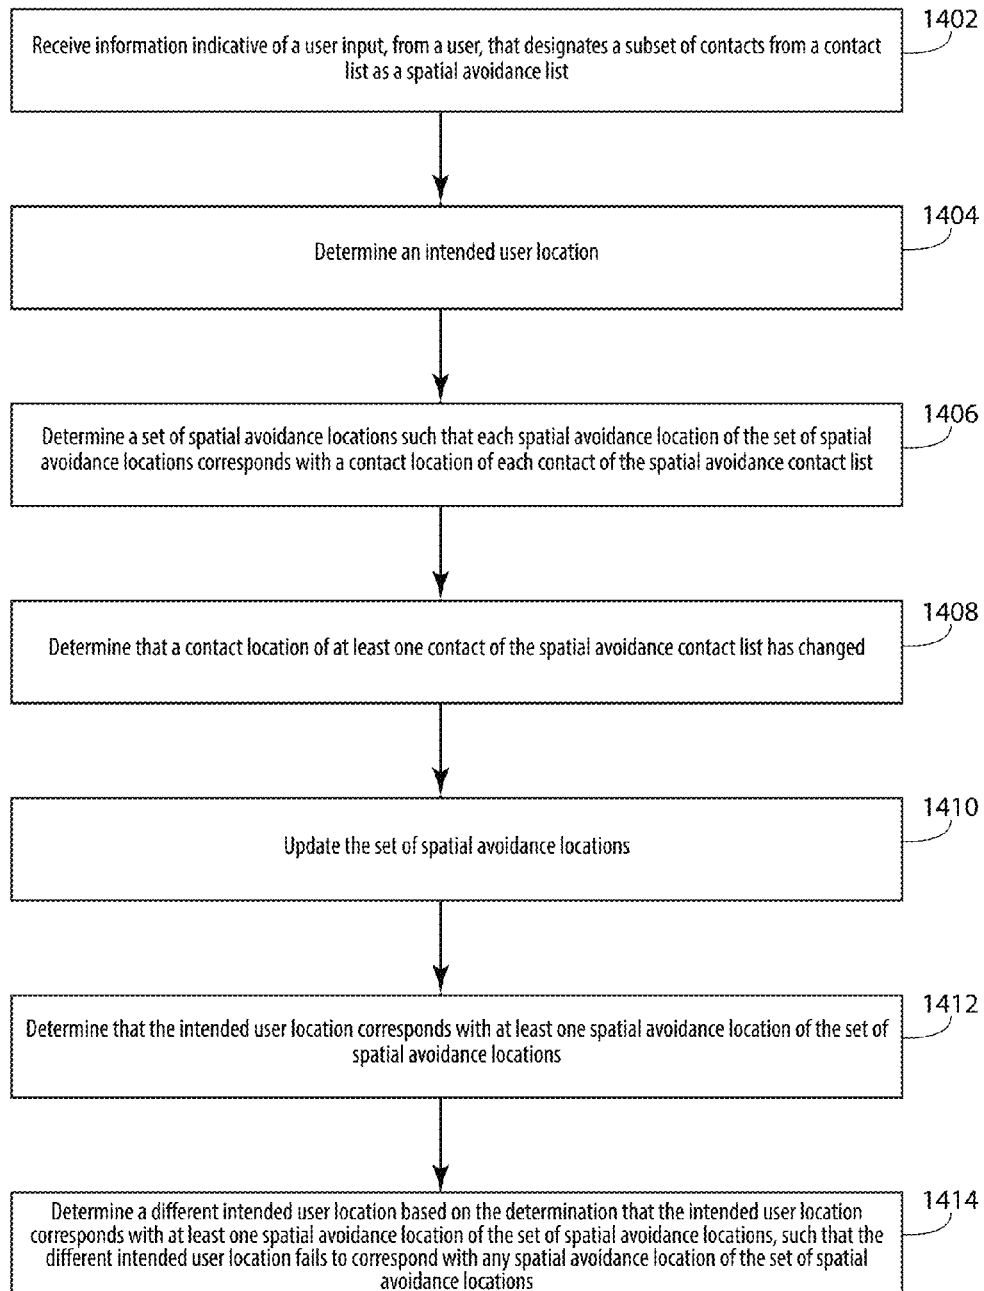 1402
Receive information indicative of a user input, from a user, that designates a subset of contacts from a contact
list as a spatial avoidance list
1404
Determine an intended user location
1406
Determine a set of spatial avoidance locations such that each spatial avoidance location of the set of spatial
avoidance locations corresponds with a contact location of each contact of the spatial avoidance contact list
1408
Determine that a contact location of at least one contact of the spatial avoidance contact list has changed
1410
Update the set of spatial avoidance locations
1412
Determine that the intended user location corresponds with at least one spatial avoidance location of the set of
spatial avoidance locations
1414
Determine a different intended user location based on the determination that the intended user location
corresponds with at least one spatial avoidance location of the set of spatial avoidance locations, such that
the different intended user location fails to correspond with any spatial avoidance location of the set of spatial
avoidance locations